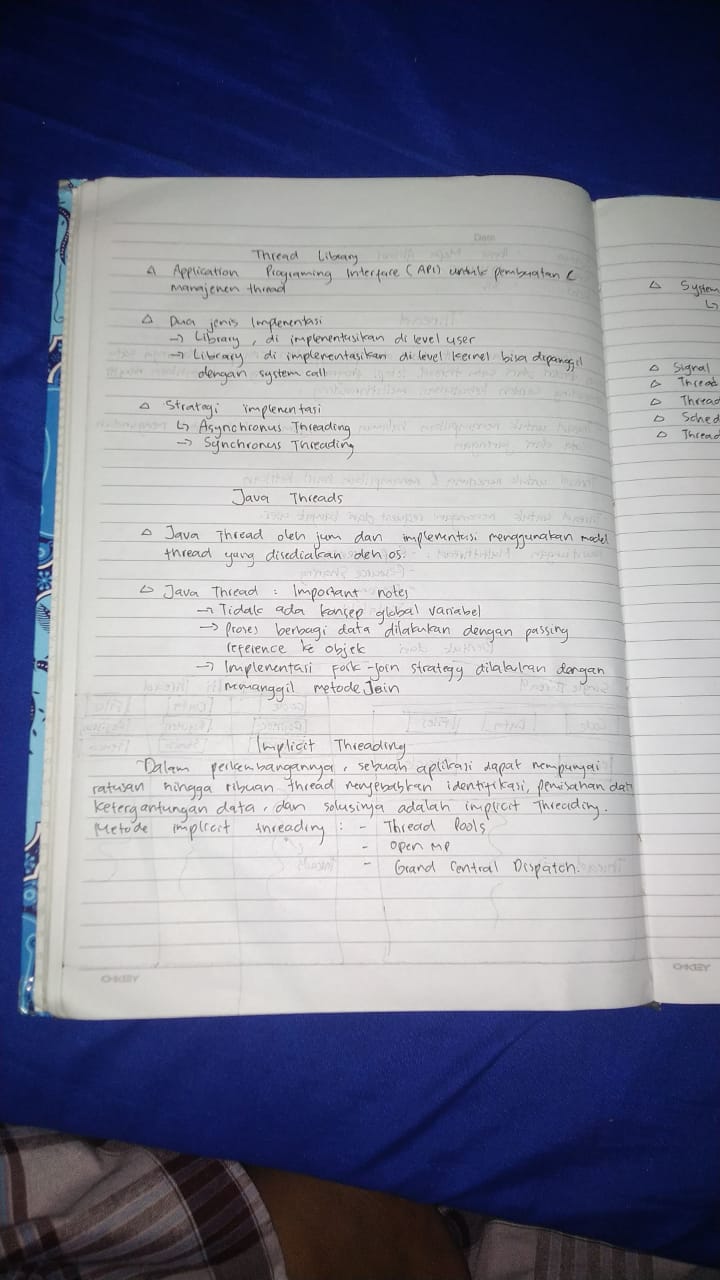 Date
Thread Library
△ Application Programing Interface (API) untuk pembuatan &
manajemen thread
△ Dua jenis Implementasi
→ Library, di implementasikan di level user
→ Library di implementasikan di level kernel bisa dipanggil
dengan system call
△ Strategi implementasi
↳ Asynchronus Threading
→ Synchronus Threading
Java Threads
△ Java Thread oleh jvm dan implementasi menggunakan model
thread yang disediakan oleh os.
△ Java Thread : Important notes
→ Tidak ada konsep global variabel
→ Proses berbagi data dilakukan dengan passing
reference ke objek
→ Implementasi fork-join strategy dilakukan dengan
memanggil metode Join
Implicit Threading
Dalam perkembangannya, sebuah aplikasi dapat mempunyai
ratusan hingga ribuan thread menyebabkan identifikasi, pemisahan dan
ketergantungan data, dan solusinya adalah implicit Threading.
Metode implicit threading : - Thread Pools
- Open MP
- Grand Central Dispatch.
O-KEY
△ System
↳
△ Signal
△ Thread
△ Thread
△ Sched
△ Thread
O-KEY